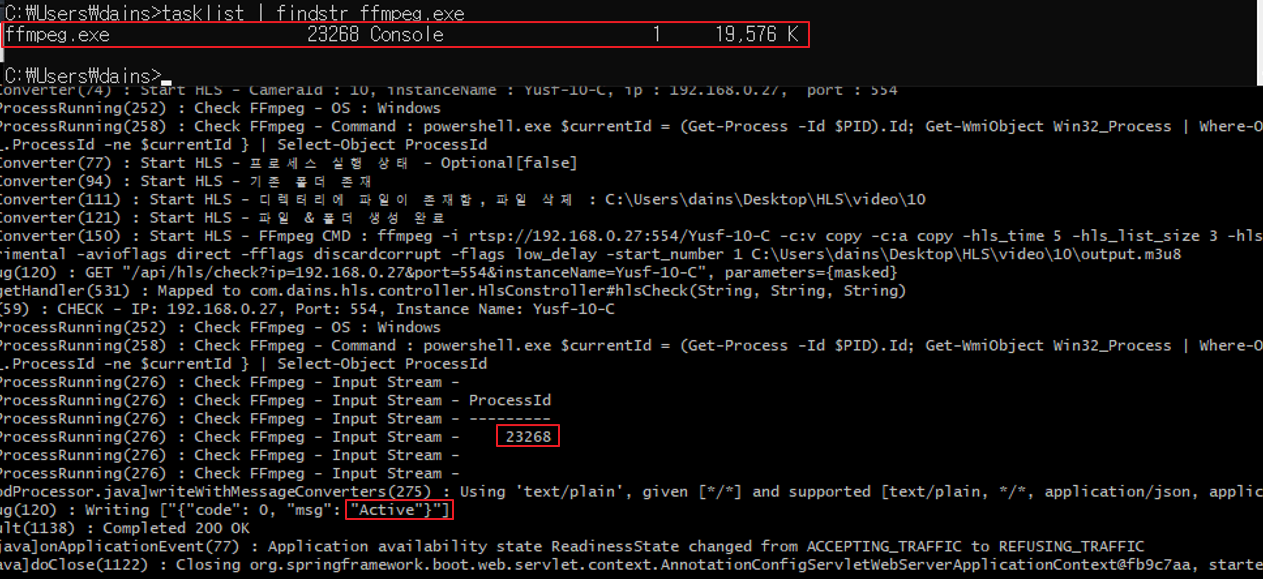 C:₩Users₩dains>tasklist | findstr ffmpeg.exe
ffmpeg.exe 23268 Console 1 19,576 K
C:₩Users₩dains>
Converter(74) : Start HLS - CameraId : 10, instanceName : Yusf-10-C, ip : 192.168.0.27, port : 554
ProcessRunning(252) : Check FFmpeg - OS : Windows
ProcessRunning(258) : Check FFmpeg - Command : powershell.exe $currentId = (Get-Process -Id $PID).Id; Get-WmiObject Win32_Process | Where-O
_.ProcessId -ne $currentId } | Select-Object ProcessId
Converter(77) : Start HLS - 프로세스 실행 상태 - Optional[false]
Converter(94) : Start HLS - 기존 폴더 존재
Converter(111) : Start HLS - 디렉터리에 파일이 존재함, 파일 삭제 : C:\Users\dains\Desktop\HLS\video\10
Converter(121) : Start HLS - 파일 & 폴더 생성 완료
Converter(150) : Start HLS - FFmpeg CMD : ffmpeg -i rtsp://192.168.0.27:554/Yusf-10-C -c:v copy -c:a copy -hls_time 5 -hls_list_size 3 -hls
rimental -avioflags direct -fflags discardcorrupt -flags low_delay -start_number 1 C:\Users\dains\Desktop\HLS\video\10\output.m3u8
ug(120) : GET "/api/hls/check?ip=192.168.0.27&port=554&instanceName=Yusf-10-C", parameters={masked}
getHandler(531) : Mapped to com.dains.hls.controller.HlsConstroller#hlsCheck(String, String, String)
(59) : CHECK - IP: 192.168.0.27, Port: 554, Instance Name: Yusf-10-C
ProcessRunning(252) : Check FFmpeg - OS : Windows
ProcessRunning(258) : Check FFmpeg - Command : powershell.exe $currentId = (Get-Process -Id $PID).Id; Get-WmiObject Win32_Process | Where-O
_.ProcessId -ne $currentId } | Select-Object ProcessId
ProcessRunning(276) : Check FFmpeg - Input Stream -
ProcessRunning(276) : Check FFmpeg - Input Stream - ProcessId
ProcessRunning(276) : Check FFmpeg - Input Stream - ---------
ProcessRunning(276) : Check FFmpeg - Input Stream - 23268
ProcessRunning(276) : Check FFmpeg - Input Stream -
ProcessRunning(276) : Check FFmpeg - Input Stream -
odProcessor.java]writeWithMessageConverters(275) : Using 'text/plain', given [*/*] and supported [text/plain, */*, application/json, applic
ug(120) : Writing ["{"code": 0, "msg": "Active"}"]
ult(1138) : Completed 200 OK
java]onApplicationEvent(77) : Application availability state ReadinessState changed from ACCEPTING_TRAFFIC to REFUSING_TRAFFIC
ava]doClose(1122) : Closing org.springframework.boot.web.servlet.context.AnnotationConfigServletWebServerApplicationContext@fb9c7aa, starte